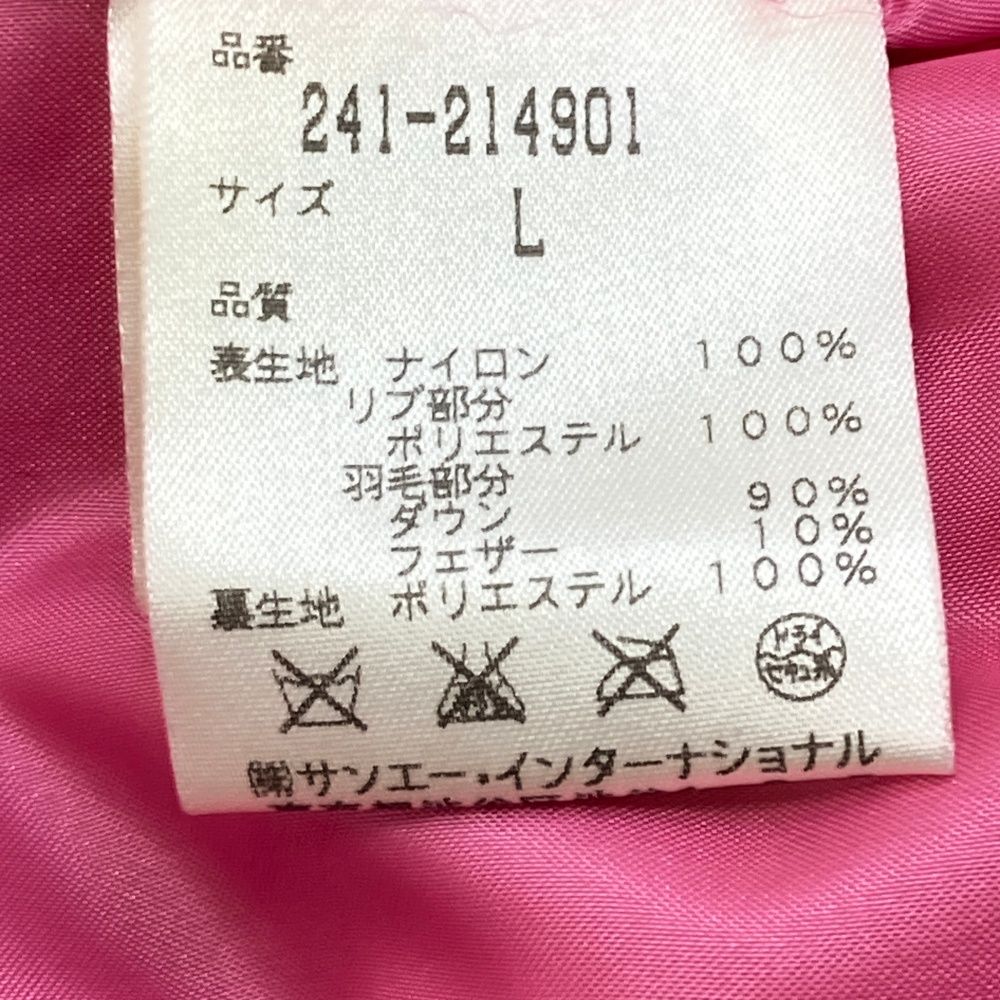 品番
241-214901
サイズ
L
品質
表生地 ナイロン 100%
リブ部分
ポリエステル 100%
羽毛部分
ダウン 90%
フェザー 10%
裏生地 ポリエステル 100%
ドライ
セキユ系
㈱サンエー・インターナショナル